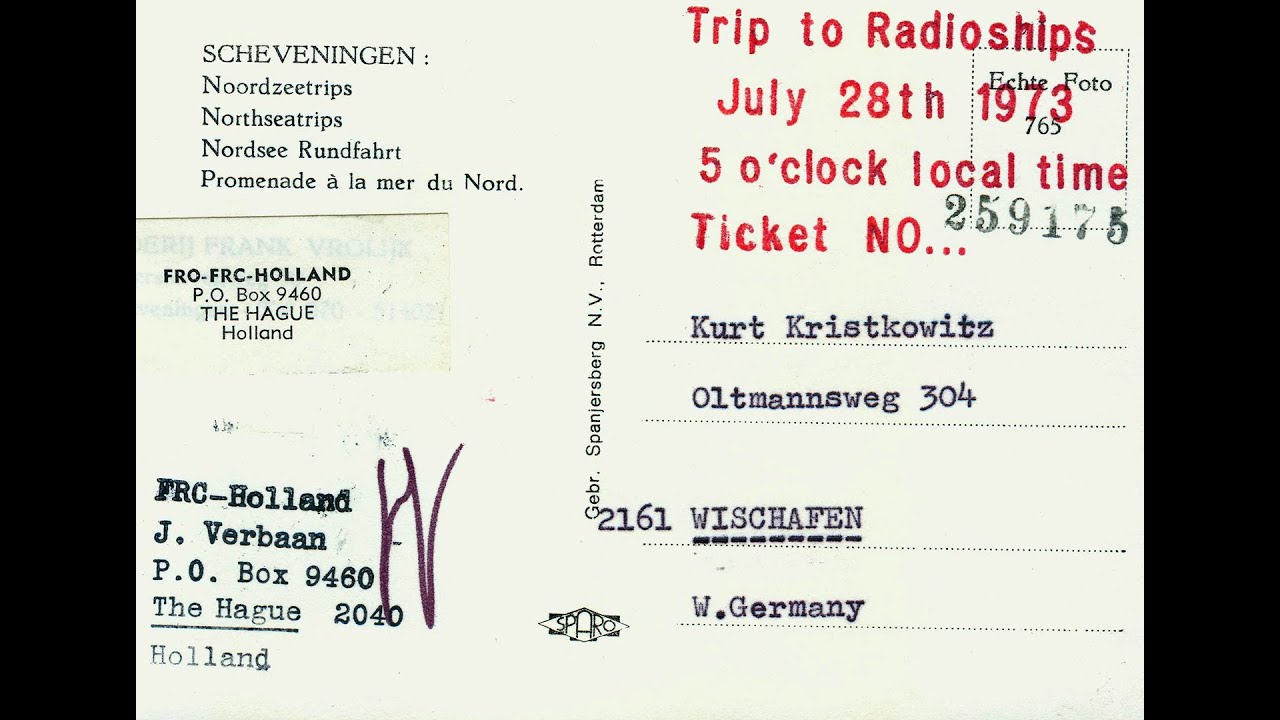 SCHEVENINGEN :
Noordzeetrips
Northseatrips
Nordsee Rundfahrt
Promenade à la mer du Nord.
FRANK VROLIJK
FRO-FRC-HOLLAND
P.O. Box 9460
THE HAGUE
Holland
FRC-Holland
J. Verbaan
P.O. Box 9460
The Hague 2040
Holland
Gebr. Spanjersberg N.V., Rotterdam
SPARO
Trip to Radioships
July 28th 1973
5 o'clock local time
Ticket NO...
259175
Echte Foto
765
Kurt Kristkowitz
Oltmannsweg 304
2161 WISCHAFEN
W.Germany